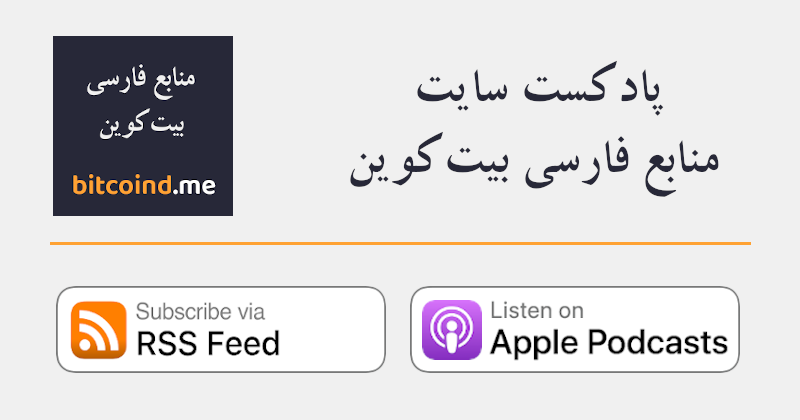 منابع فارسی
بیت‌کوین
bitcoind.me
پادکست سایت
منابع فارسی بیت‌کوین
Subscribe via
RSS Feed
Listen on
Apple Podcasts